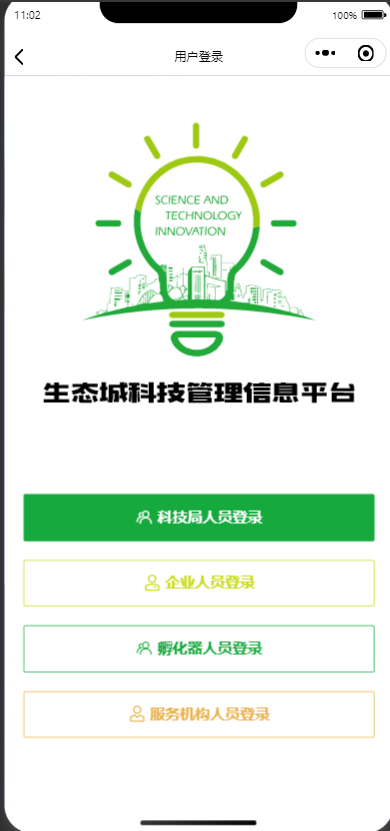 11:02
100%
用户登录
SCIENCE AND
TECHNOLOGY
INNOVATION
生态城科技管理信息平台
科技局人员登录
企业人员登录
孵化器人员登录
服务机构人员登录